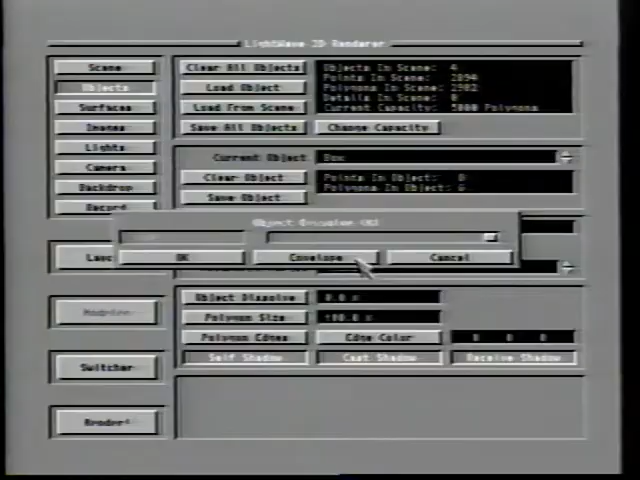 LightWave 3D Renderer
Scene
Objects
Surfaces
Images
Lights
Camera
Backdrop
Record
Clear All Objects
Load Object
Load From Scene
Save All Objects
Change Capacity
Objects In Scene: 4
Points In Scene: 2894
Polygons In Scene: 2902
Details In Scene: 0
Current Capacity: 5000 Polygons
Current Object Box
Clear Object
Save Object
Points In Object: 8
Polygons In Object: 6
Object Dissolve (%)
OK
Envelope
Cancel
Modeler
Switcher
Render
Object Dissolve 0.0 %
Polygon Size 100.0 %
Polygon Edges
Edge Color 0 0 0
Self Shadow
Cast Shadow
Receive Shadow